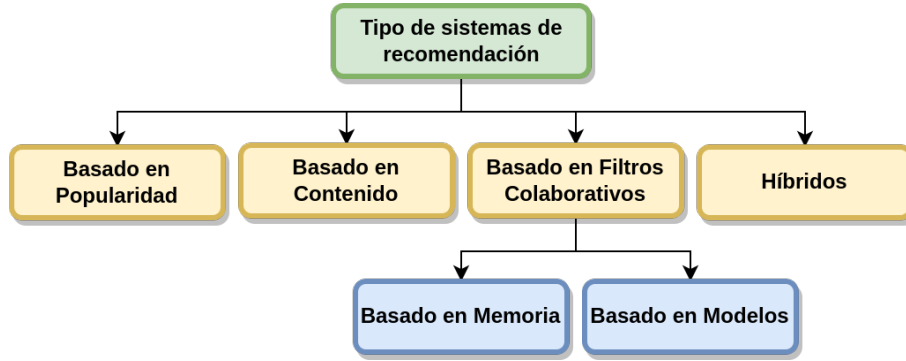 Tipo de sistemas de
recomendación
Basado en
Popularidad
Basado en
Contenido
Basado en Filtros
Colaborativos
Híbridos
Basado en Memoria
Basado en Modelos